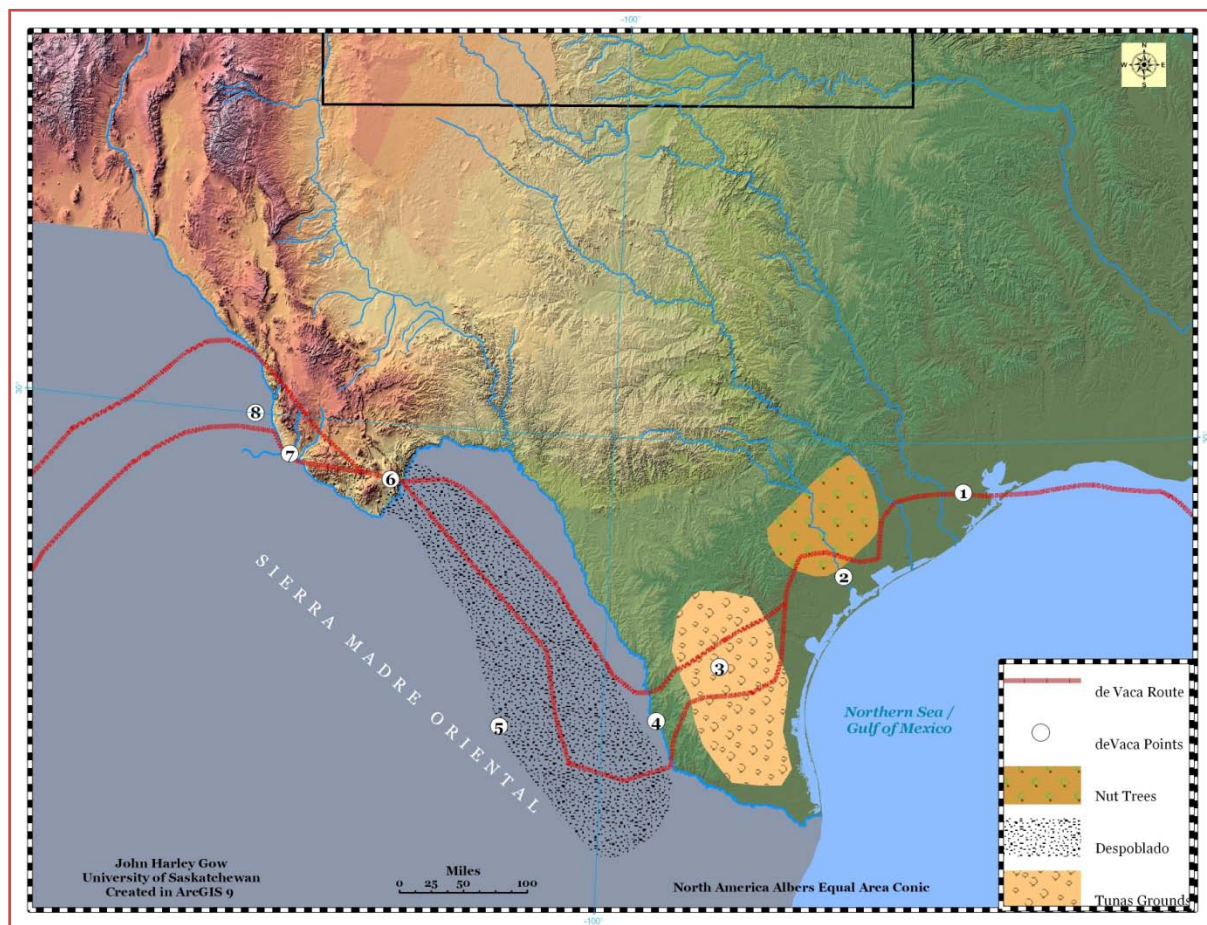 -100°
N
W E
S
30°
30°
8
7
6
1
2
3
4
5
SIERRA MADRE ORIENTAL
Northern Sea /
Gulf of Mexico
de Vaca Route
deVaca Points
Nut Trees
Despoblado
Tunas Grounds
John Harley Gow
University of Saskatchewan
Created in ArcGIS 9
Miles
0 25 50 100
North America Albers Equal Area Conic
-100°